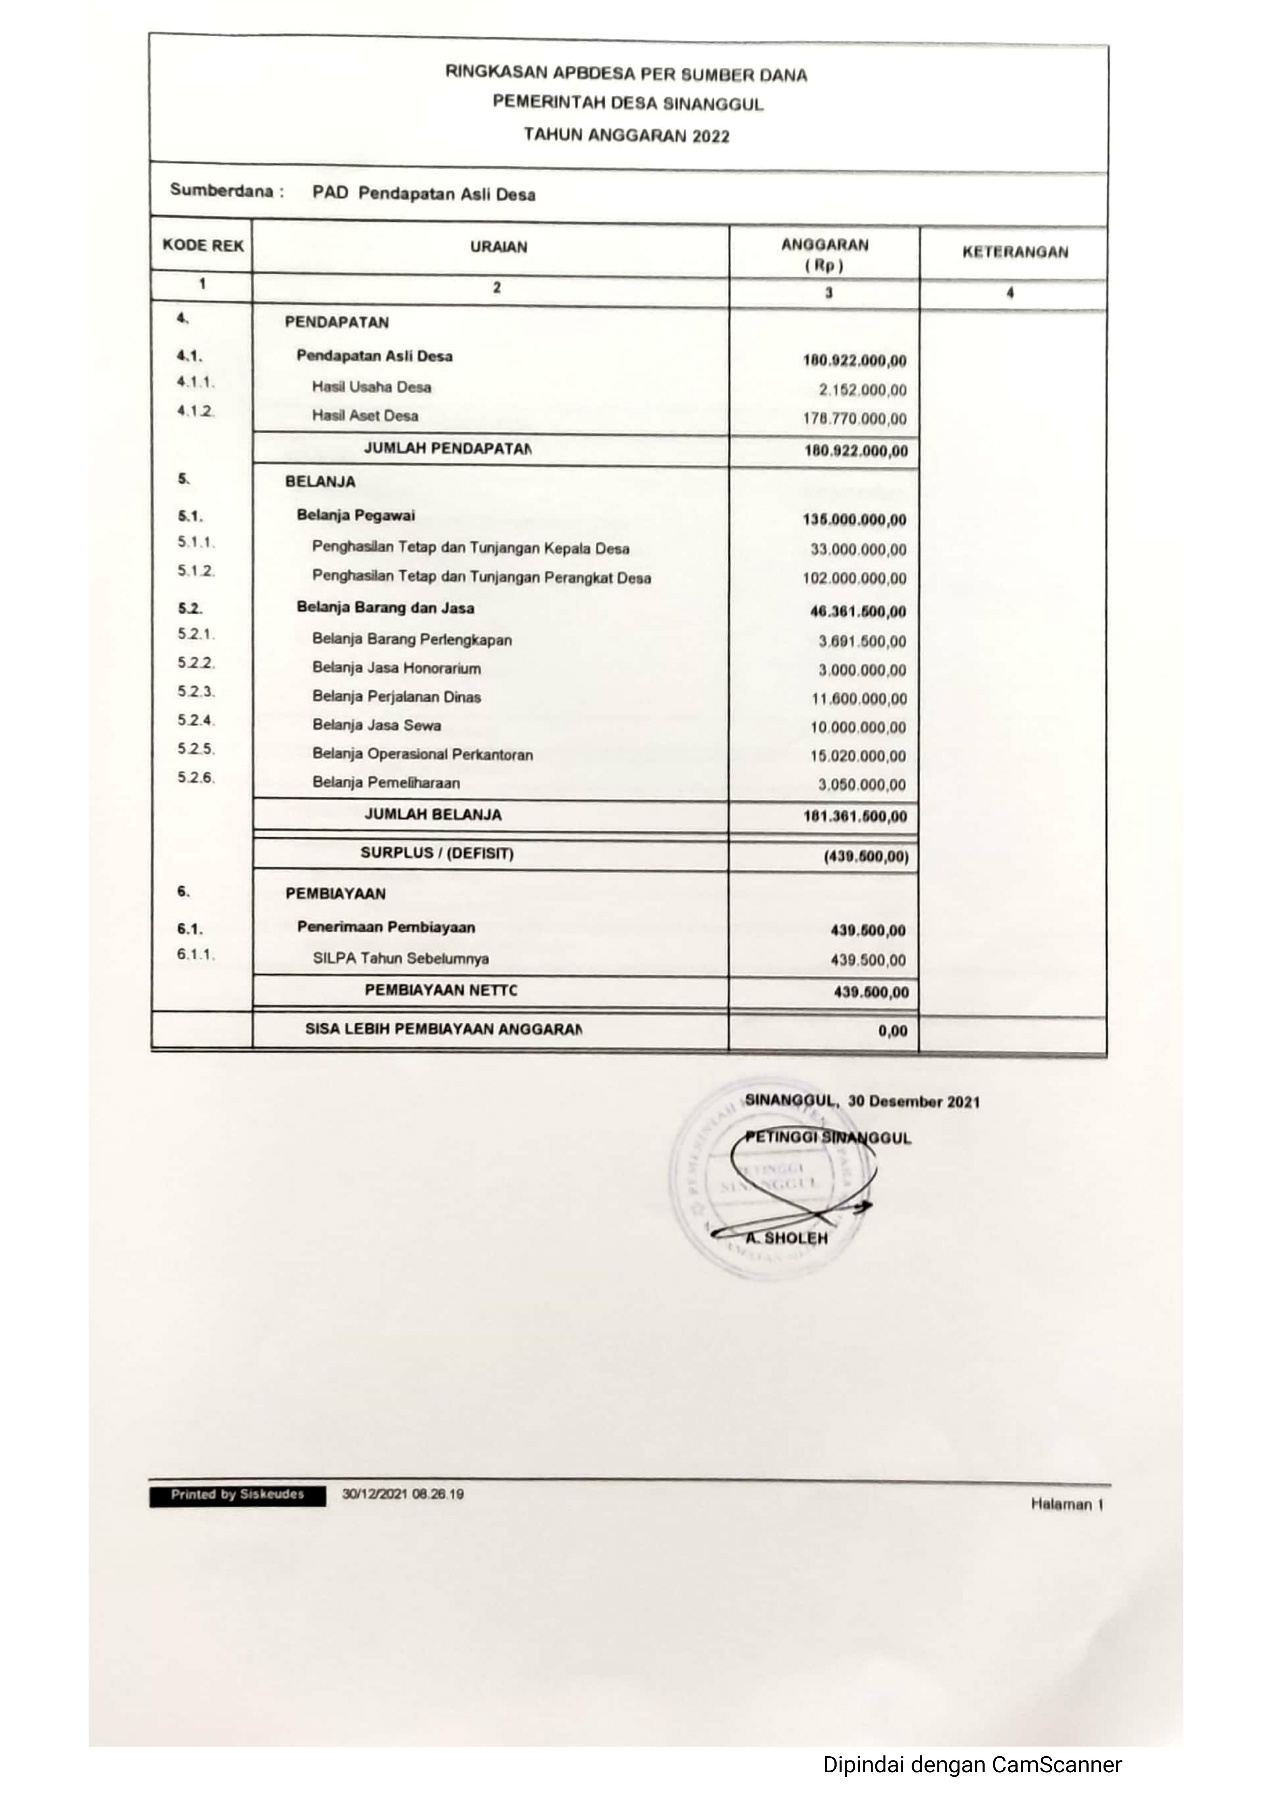 RINGKASAN APBDESA PER SUMBER DANA
PEMERINTAH DESA SINANGGUL
TAHUN ANGGARAN 2022
Sumberdana : PAD Pendapatan Asli Desa
KODE REK URAIAN ANGGARAN ( Rp ) KETERANGAN
1 2 3 4
4. PENDAPATAN
4.1. Pendapatan Asli Desa 180.922.000,00
4.1.1. Hasil Usaha Desa 2.152.000,00
4.1.2. Hasil Aset Desa 178.770.000,00
JUMLAH PENDAPATAN 180.922.000,00
5. BELANJA
5.1. Belanja Pegawai 135.000.000,00
5.1.1. Penghasilan Tetap dan Tunjangan Kepala Desa 33.000.000,00
5.1.2. Penghasilan Tetap dan Tunjangan Perangkat Desa 102.000.000,00
5.2. Belanja Barang dan Jasa 46.361.500,00
5.2.1. Belanja Barang Perlengkapan 3.691.500,00
5.2.2. Belanja Jasa Honorarium 3.000.000,00
5.2.3. Belanja Perjalanan Dinas 11.600.000,00
5.2.4. Belanja Jasa Sewa 10.000.000,00
5.2.5. Belanja Operasional Perkantoran 15.020.000,00
5.2.6. Belanja Pemeliharaan 3.050.000,00
JUMLAH BELANJA 181.361.500,00
SURPLUS / (DEFISIT) (439.500,00)
6. PEMBIAYAAN
6.1. Penerimaan Pembiayaan 439.500,00
6.1.1. SILPA Tahun Sebelumnya 439.500,00
PEMBIAYAAN NETTO 439.500,00
SISA LEBIH PEMBIAYAAN ANGGARAN 0,00
SINANGGUL, 30 Desember 2021
PETINGGI SINANGGUL
PETINGGI
SINANGGUL
A. SHOLEH
Printed by Siskeudes 30/12/2021 08.26.19
Halaman 1
Dipindai dengan CamScanner